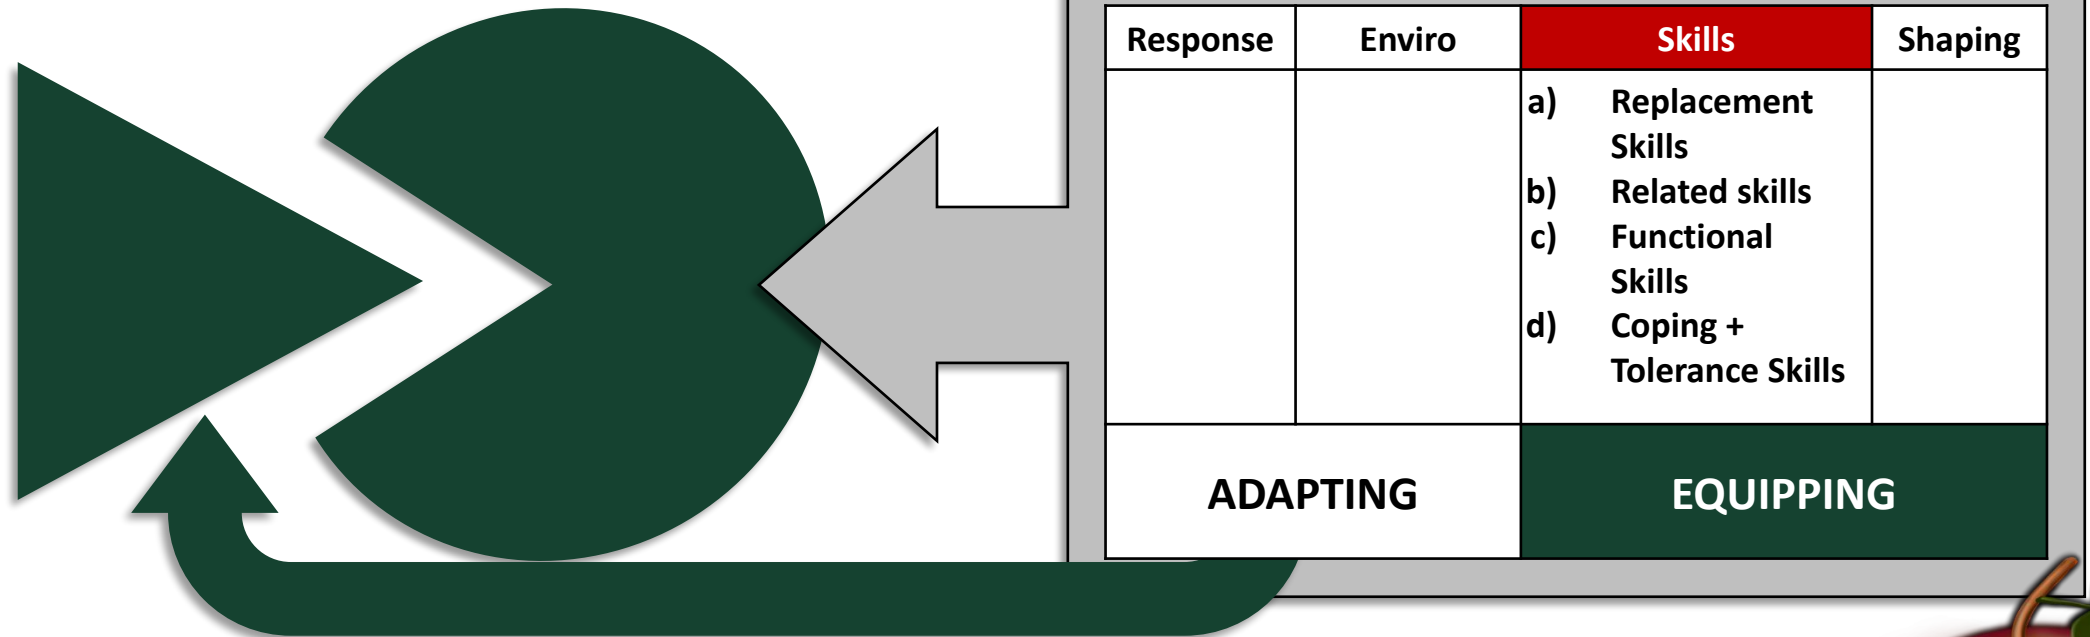 Response Enviro Skills Shaping
a) Replacement
Skills
b) Related skills
c) Functional
Skills
d) Coping +
Tolerance Skills
ADAPTING EQUIPPING